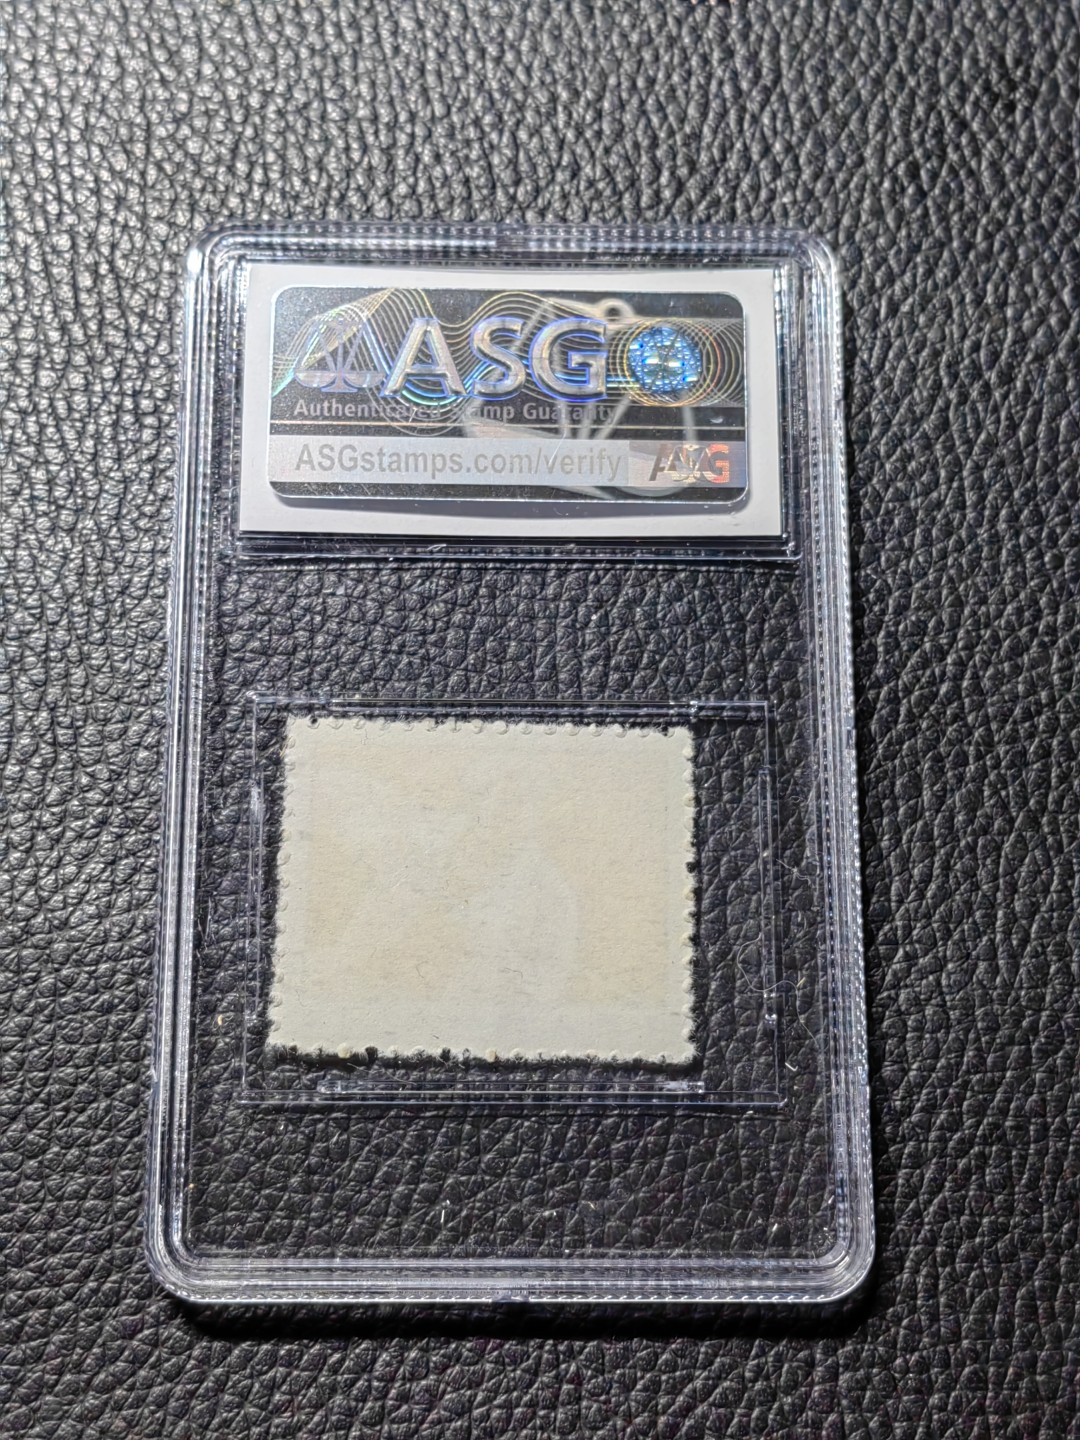 ASG
Authenticated Stamp Guaranty
ASGstamps.com/verify ASG